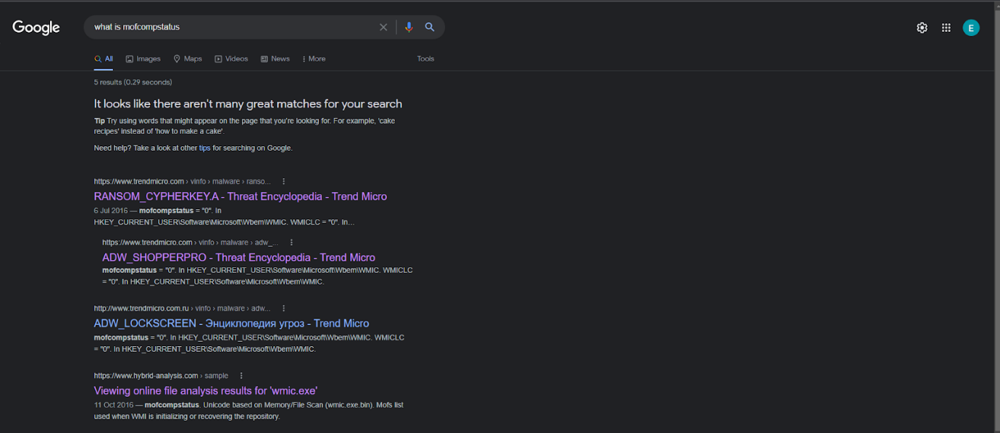 Google
what is mofcompstatus
E
All
Images
Maps
Videos
News
More
Tools
5 results (0.29 seconds)
It looks like there aren't many great matches for your search
Tip Try using words that might appear on the page that you're looking for. For example, 'cake
recipes' instead of 'how to make a cake'.
Need help? Take a look at other tips for searching on Google.
https://www.trendmicro.com › vinfo › malware › ranso...
RANSOM_CYPHERKEY.A - Threat Encyclopedia - Trend Micro
6 Jul 2016 — mofcompstatus = "0". In
HKEY_CURRENT_USER\Software\Microsoft\Wbem\WMIC. WMICLC = "0". In...
https://www.trendmicro.com › vinfo › malware › adw_...
ADW_SHOPPERPRO - Threat Encyclopedia - Trend Micro
mofcompstatus = "0". In HKEY_CURRENT_USER\Software\Microsoft\Wbem\WMIC. WMICLC
= "0". In HKEY_CURRENT_USER\Software\Microsoft\Wbem\WMIC.
http://www.trendmicro.com.ru › vinfo › malware › adw...
ADW_LOCKSCREEN - Энциклопедия угроз - Trend Micro
mofcompstatus = "0". In HKEY_CURRENT_USER\Software\Microsoft\Wbem\WMIC. WMICLC
= "0". In HKEY_CURRENT_USER\Software\Microsoft\Wbem\WMIC.
https://www.hybrid-analysis.com › sample
Viewing online file analysis results for 'wmic.exe'
11 Oct 2016 — mofcompstatus. Unicode based on Memory/File Scan (wmic.exe.bin). Mofs list
used when WMI is initializing or recovering the repository.